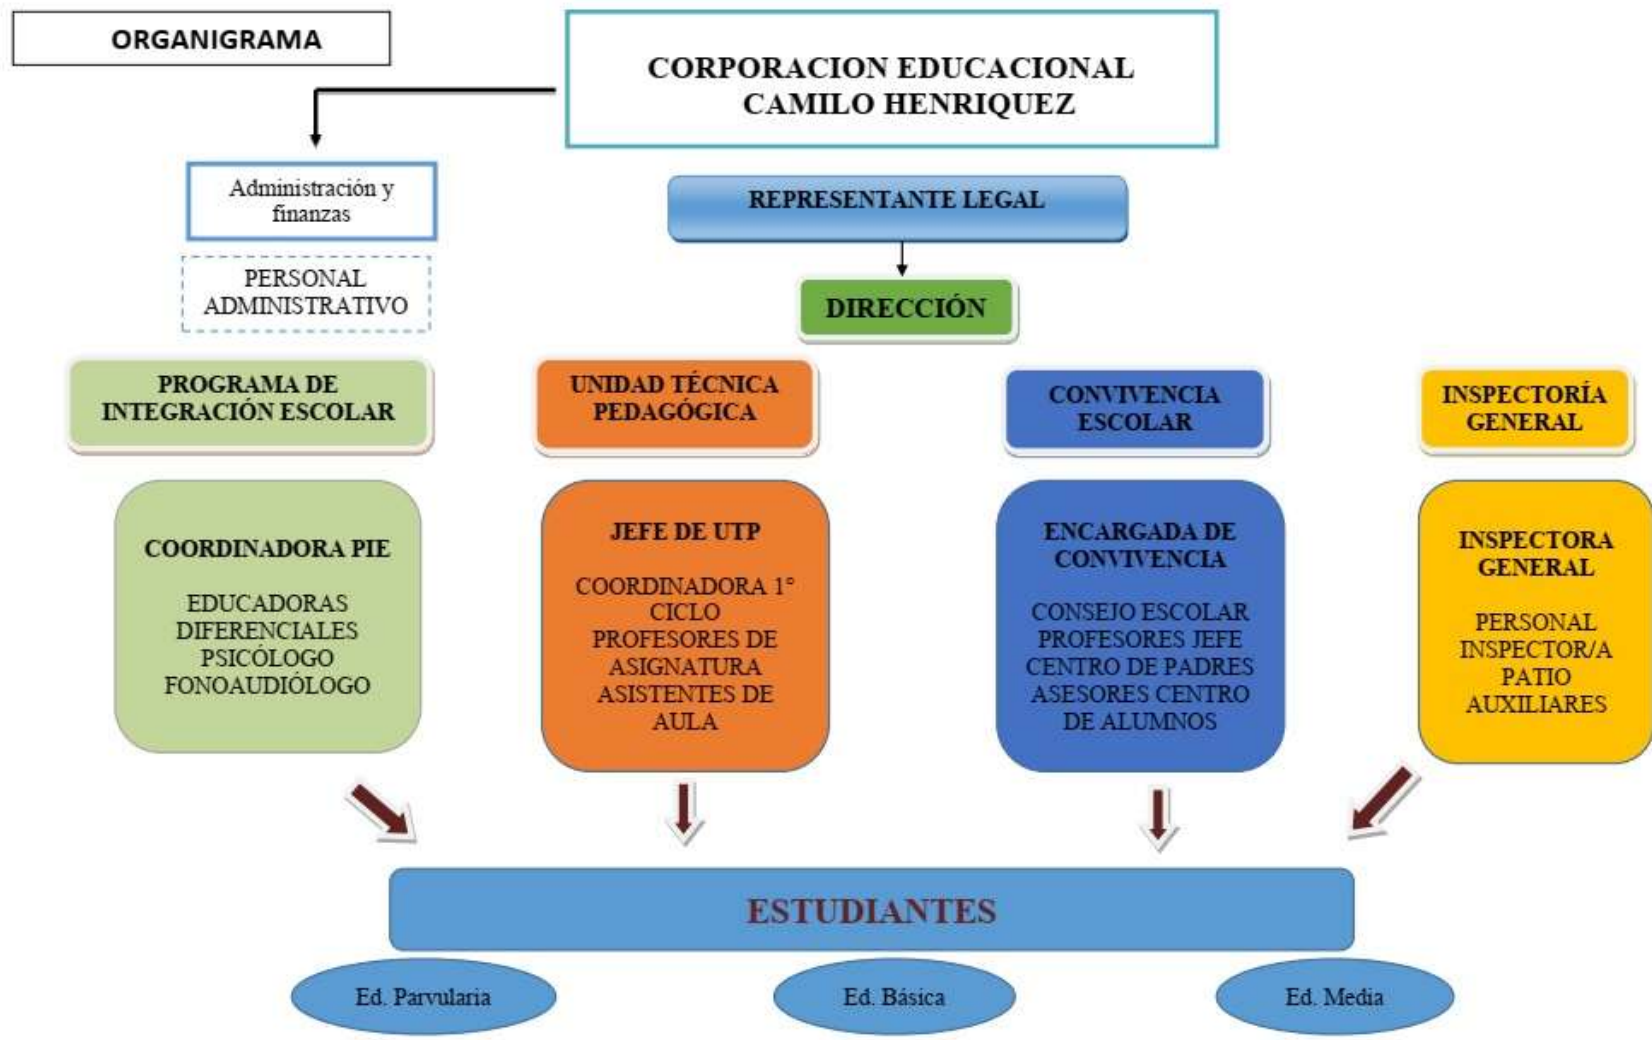 ORGANIGRAMA
CORPORACION EDUCACIONAL
CAMILO HENRIQUEZ
Administración y
finanzas
PERSONAL
ADMINISTRATIVO
REPRESENTANTE LEGAL
DIRECCIÓN
PROGRAMA DE
INTEGRACIÓN ESCOLAR
UNIDAD TÉCNICA
PEDAGÓGICA
CONVIVENCIA
ESCOLAR
INSPECTORÍA
GENERAL
COORDINADORA PIE
EDUCADORAS
DIFERENCIALES
PSICÓLOGO
FONOAUDIÓLOGO
JEFE DE UTP
COORDINADORA 1°
CICLO
PROFESORES DE
ASIGNATURA
ASISTENTES DE
AULA
ENCARGADA DE
CONVIVENCIA
CONSEJO ESCOLAR
PROFESORES JEFE
CENTRO DE PADRES
ASESORES CENTRO
DE ALUMNOS
INSPECTORA
GENERAL
PERSONAL
INSPECTOR/A
PATIO
AUXILIARES
ESTUDIANTES
Ed. Parvularia
Ed. Básica
Ed. Media